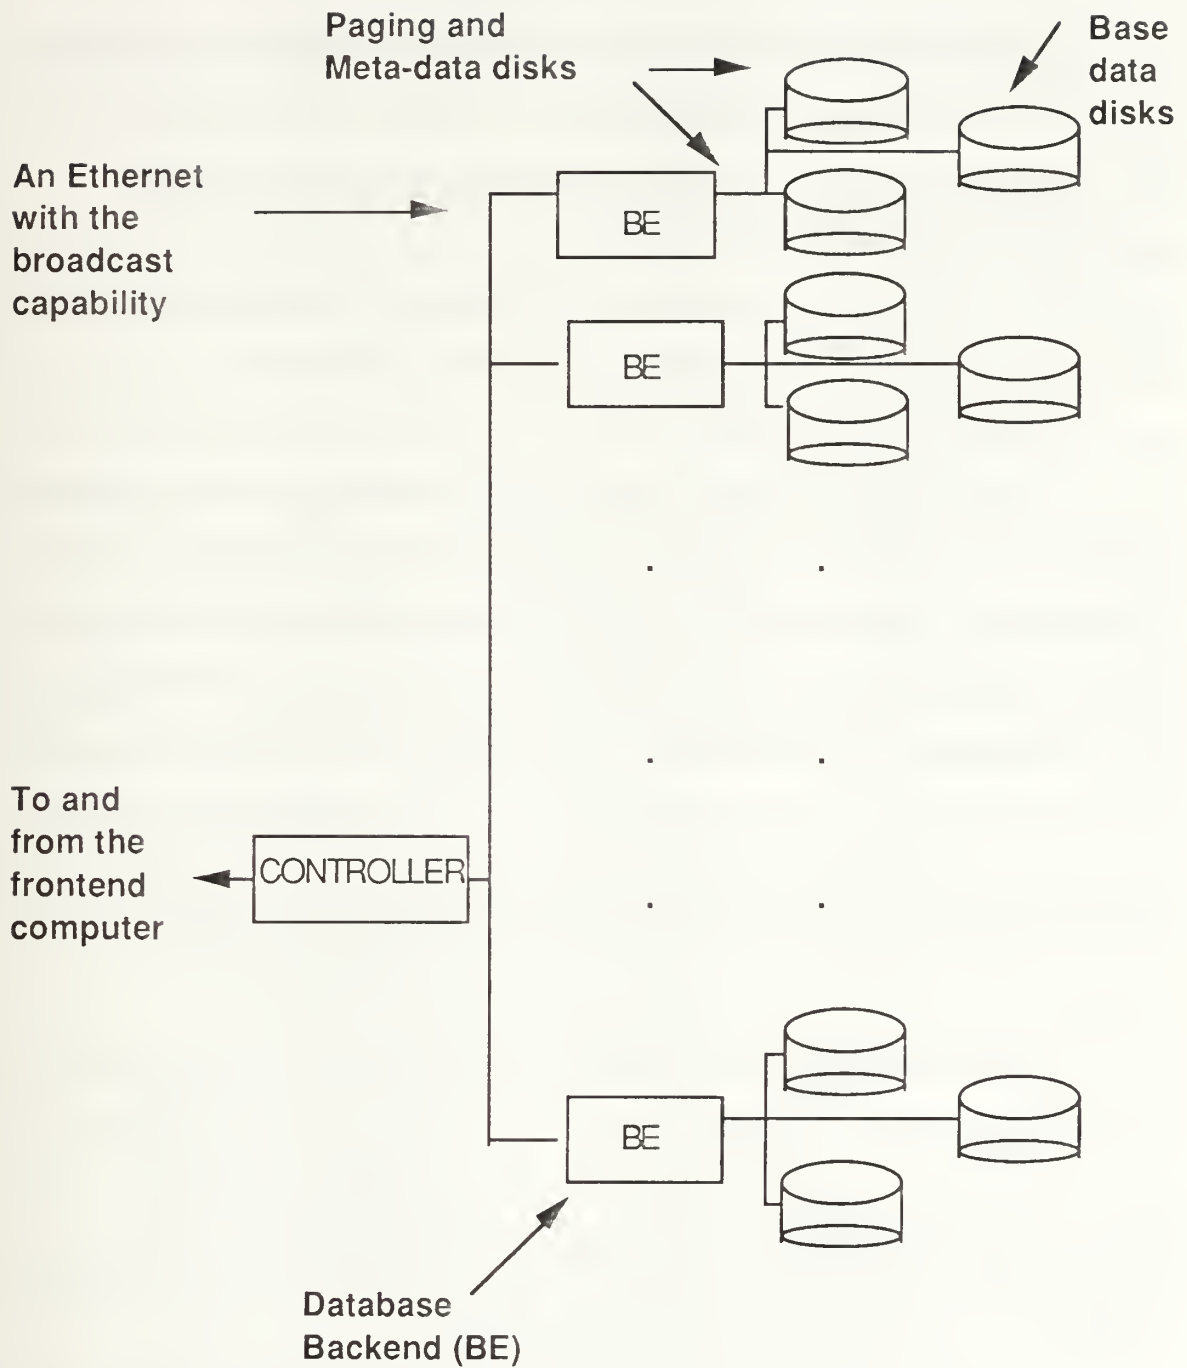 Paging and
Meta-data disks
Base
data
disks
An Ethernet
with the
broadcast
capability
BE
BE
To and
from the
frontend
computer
CONTROLLER
BE
Database
Backend (BE)